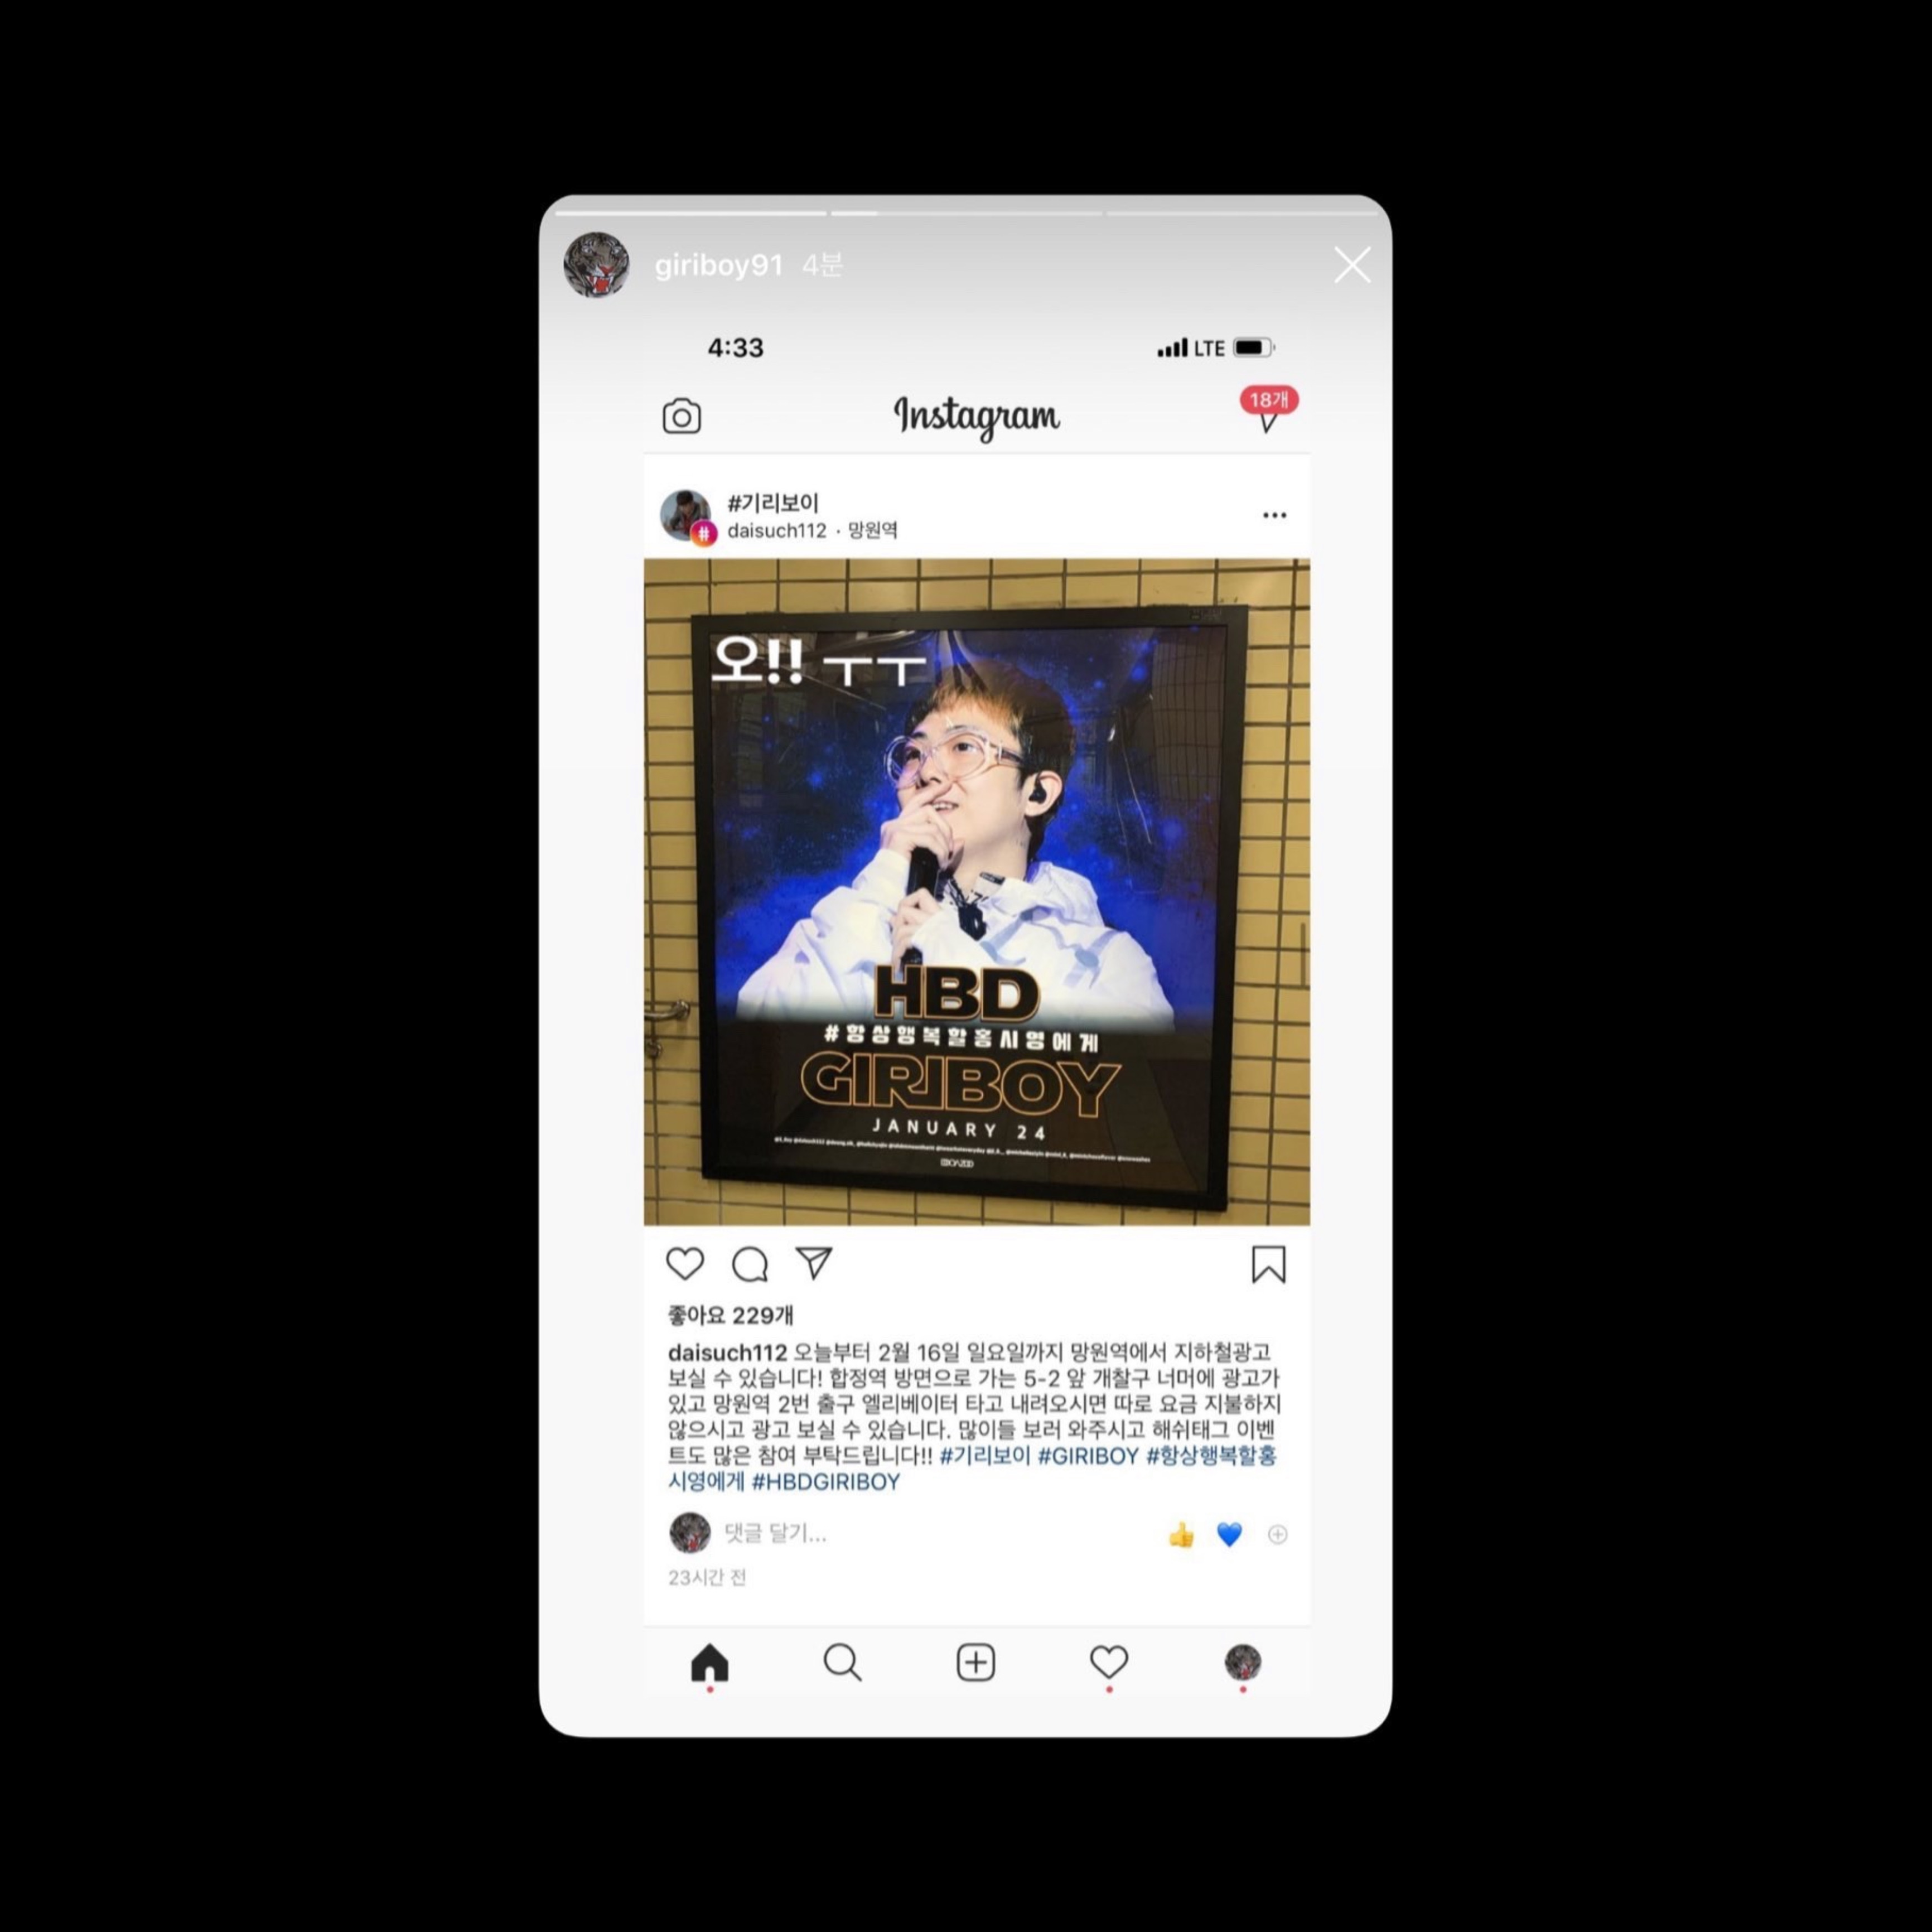 giriboy91 4분
4:33
LTE
Instagram
18개
#기리보이
daisuch112 · 망원역
오!! ㅜㅜ
HBD
#항상행복할홍시영에게
GIRIBOY
JANUARY 24
좋아요 229개
daisuch112 오늘부터 2월 16일 일요일까지 망원역에서 지하철광고
보실 수 있습니다! 합정역 방면으로 가는 5-2 앞 개찰구 너머에 광고가
있고 망원역 2번 출구 엘리베이터 타고 내려오시면 따로 요금 지불하지
않으시고 광고 보실 수 있습니다. 많이들 보러 와주시고 해쉬태그 이벤
트도 많은 참여 부탁드립니다!! #기리보이 #GIRIBOY #항상행복할홍
시영에게 #HBDGIRIBOY
댓글 달기...
23시간 전